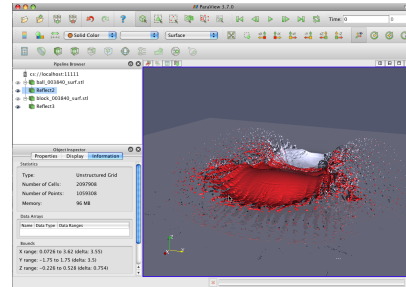 ParaView 3.7.0
Time: 0
Solid Color
Surface
Pipeline Browser
cs://localhost:11111
ball_003840_surf.stl
Reflect2
block_003840_surf.stl
Reflect3
Object Inspector
Properties Display Information
Statistics
Type: Unstructured Grid
Number of Cells: 2097908
Number of Points: 1059308
Memory: 96 MB
Data Arrays
Name Data Type Data Ranges
Bounds
X range: 0.0726 to 3.62 (delta: 3.55)
Y range: -1.75 to 1.75 (delta: 3.5)
Z range: -0.226 to 0.528 (delta: 0.754)